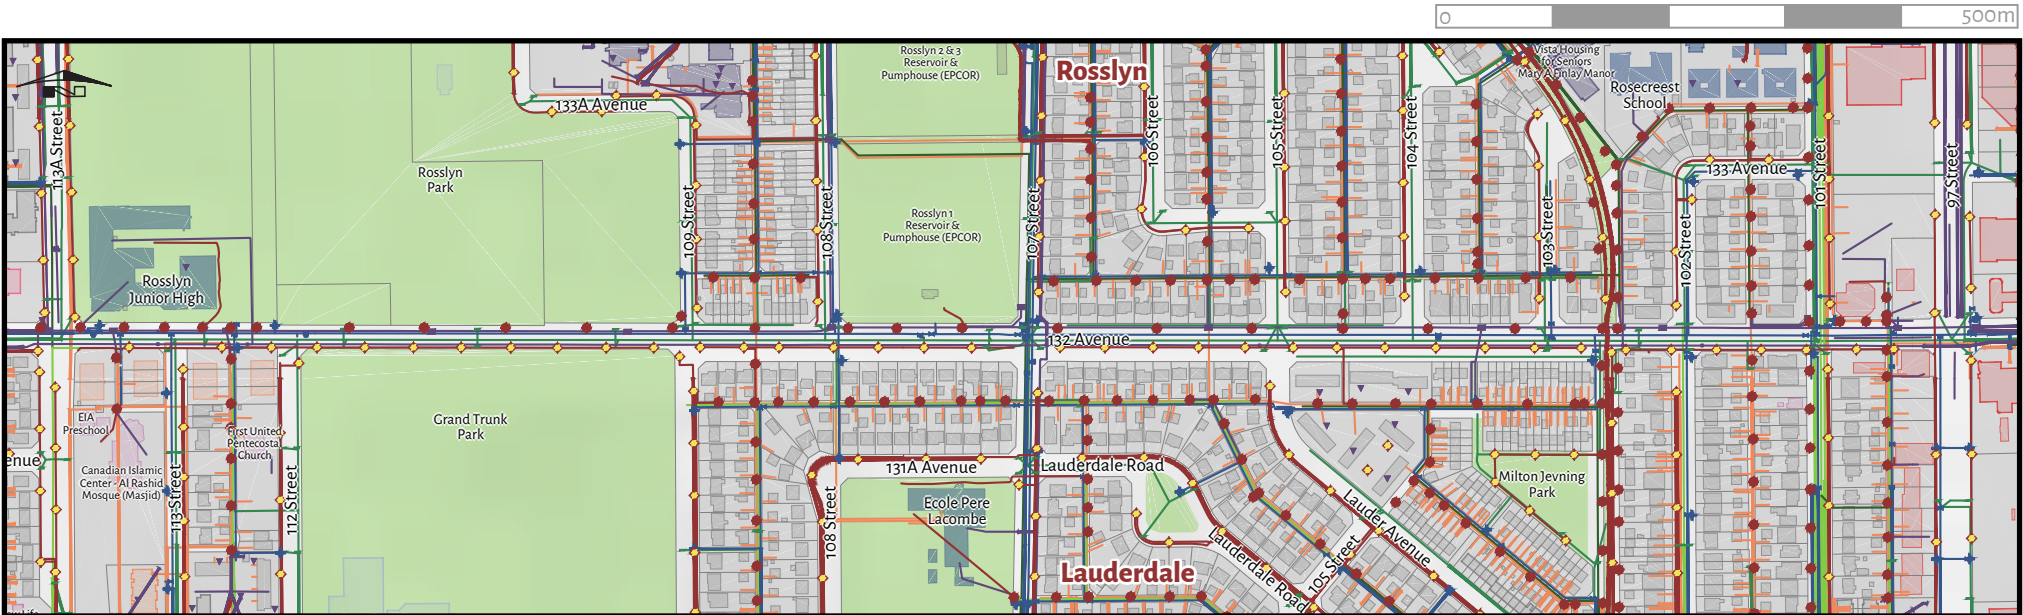 0
500m
Rosslyn 2 & 3
Reservoir &
Pumphouse (EPCOR)
Rosslyn
Vista Housing
for Seniors
Mary A Finlay Manor
Rosecreest
School
133A Avenue
113A Street
106 Street
105 Street
104 Street
Rosslyn
Park
133 Avenue
101 Street
97 Street
109 Street
108 Street
107 Street
103 Street
102 Street
Rosslyn 1
Reservoir &
Pumphouse (EPCOR)
Rosslyn
Junior High
132 Avenue
EIA
Preschool
Grand Trunk
Park
First United
Pentecosta
Church
enue
Canadian Islamic
Center - Al Rashid
Mosque (Masjid)
113 Street
112 Street
131A Avenue
Lauderdale Road
108 Street
Ecole Pere
Lacombe
Milton Jevning
Park
Lauder Avenue
Lauderdale Road
105 Street
Lauderdale